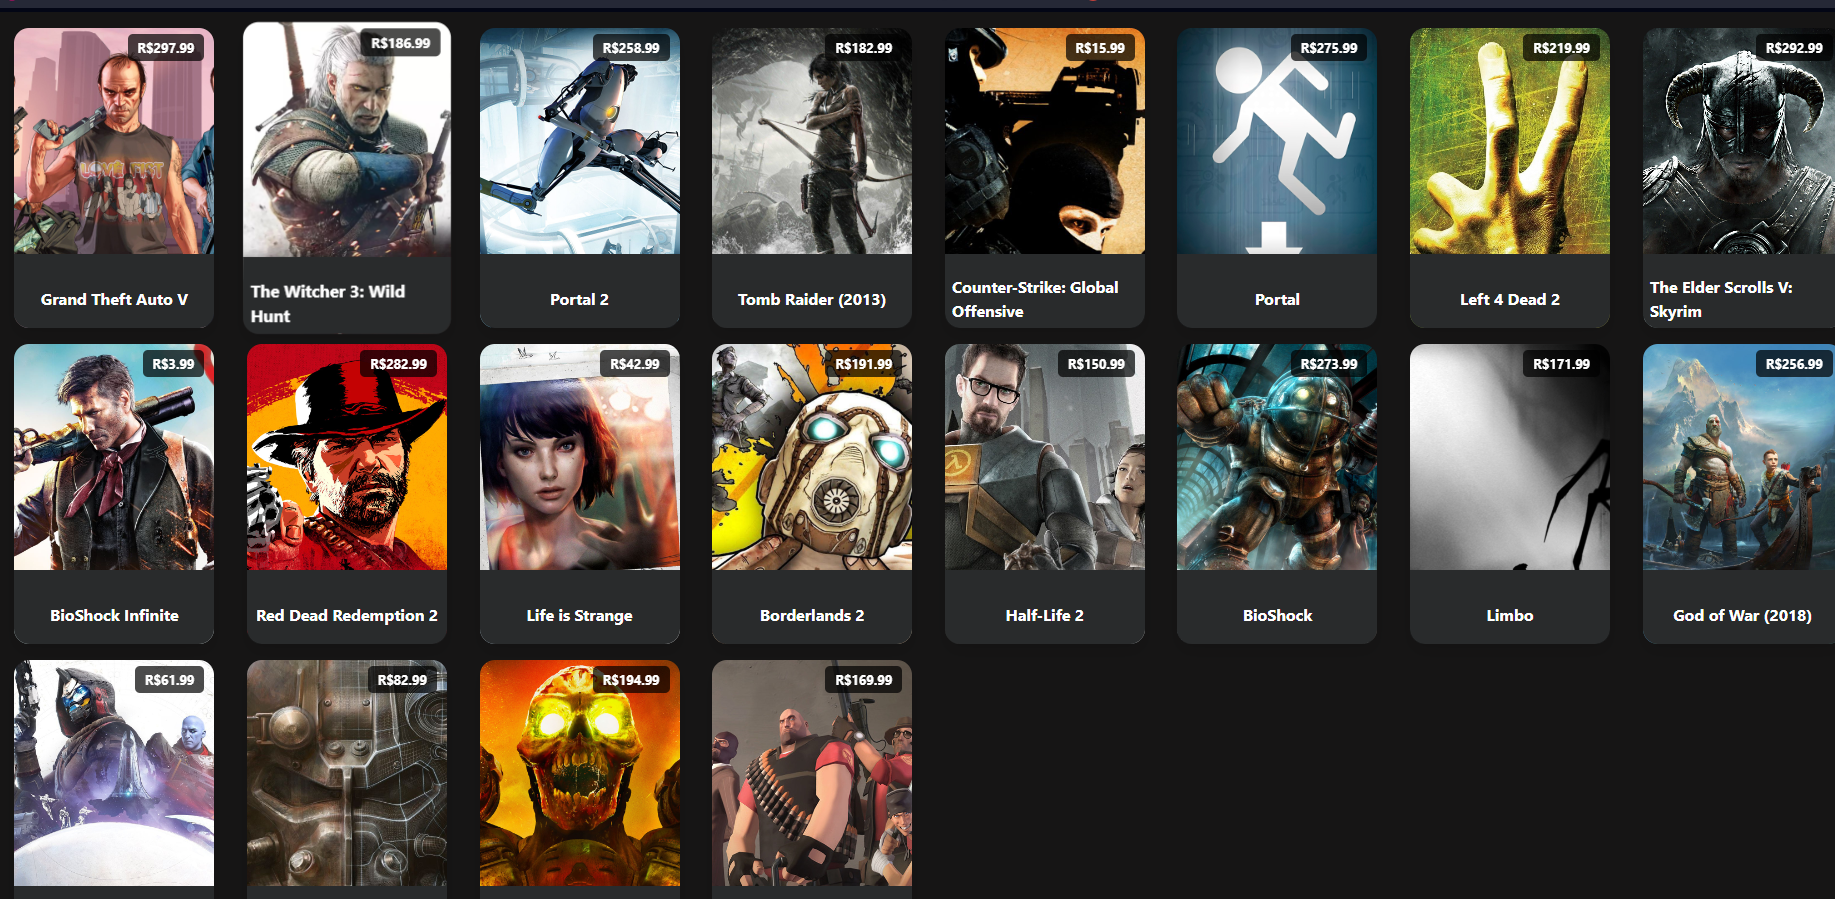 R$297.99
R$186.99
R$258.99
R$182.99
R$15.99
R$275.99
R$219.99
R$292.99
LOVE FIST
Grand Theft Auto V
The Witcher 3: Wild
Hunt
Portal 2
Tomb Raider (2013)
Counter-Strike: Global
Offensive
Portal
Left 4 Dead 2
The Elder Scrolls V:
Skyrim
R$3.99
R$282.99
R$42.99
R$191.99
R$150.99
R$273.99
R$171.99
R$256.99
BioShock Infinite
Red Dead Redemption 2
Life is Strange
Borderlands 2
Half-Life 2
BioShock
Limbo
God of War (2018)
R$61.99
R$82.99
R$194.99
R$169.99